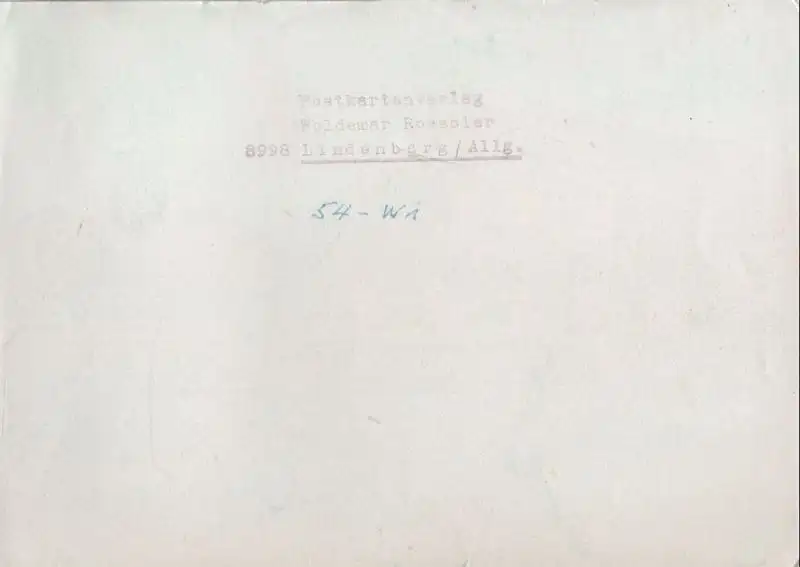 Postkartenverlag
Woldemar Roessler
8998 Lindenberg/Allg.
54-Wi